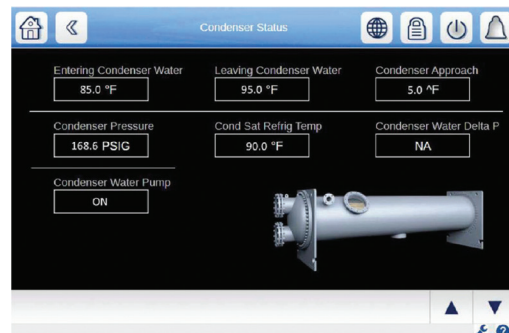 Condenser Status
Entering Condenser Water Leaving Condenser Water Condenser Approach
85.0 °F 95.0 °F 5.0 ^F
Condenser Pressure Cond Sat Refrig Temp Condenser Water Delta P
168.6 PSIG 90.0 °F NA
Condenser Water Pump
ON